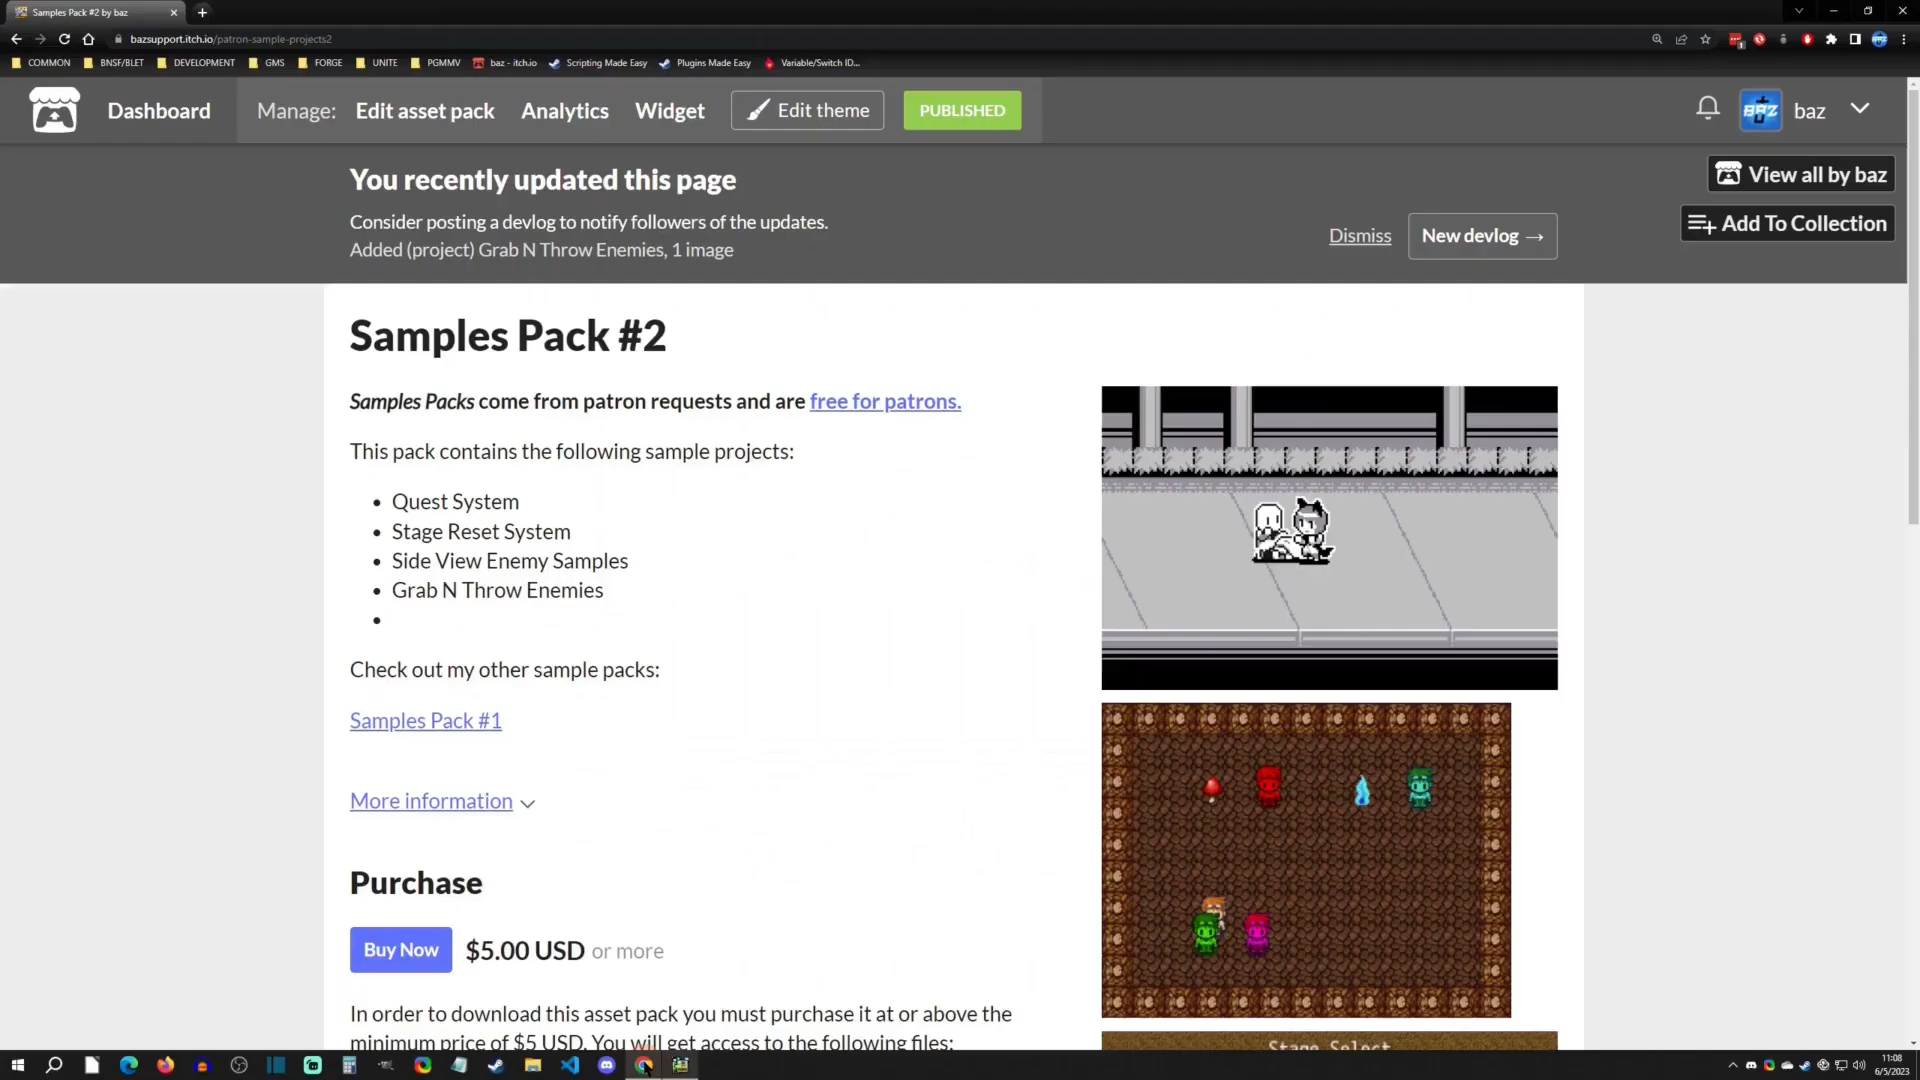 Samples Pack #2 by baz
bazsupport.itch.io/patron-sample-projects2
COMMON
BNSF/BLET
DEVELOPMENT
GMS
FORGE
UNITE
PGMMV
baz - itch.io
Scripting Made Easy
Plugins Made Easy
Variable/Switch ID...
Dashboard
Manage:
Edit asset pack
Analytics
Widget
Edit theme
PUBLISHED
BAZ
baz
You recently updated this page
Consider posting a devlog to notify followers of the updates.
Added (project) Grab N Throw Enemies, 1 image
Dismiss
New devlog →
View all by baz
Add To Collection
Samples Pack #2
Samples Packs come from patron requests and are free for patrons.
This pack contains the following sample projects:
• Quest System
• Stage Reset System
• Side View Enemy Samples
• Grab N Throw Enemies
•
Check out my other sample packs:
Samples Pack #1
More information
Purchase
Buy Now
$5.00 USD or more
In order to download this asset pack you must purchase it at or above the
minimum price of $5 USD. You will get access to the following files:
Stage Select
11:08
6/5/2023